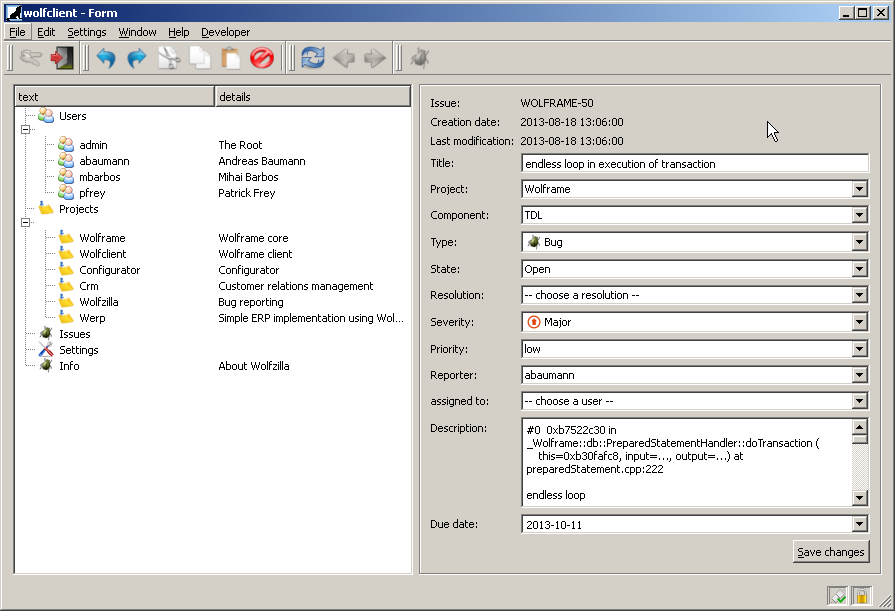 wolfclient - Form
File Edit Settings Window Help Developer
text details
Users
admin The Root
abaumann Andreas Baumann
mbarbos Mihai Barbos
pfrey Patrick Frey
Projects
Wolframe Wolframe core
Wolfclient Wolframe client
Configurator Configurator
Crm Customer relations management
Wolfzilla Bug reporting
Werp Simple ERP implementation using Wol...
Issues
Settings
Info About Wolfzilla
Issue: WOLFRAME-50
Creation date: 2013-08-18 13:06:00
Last modification: 2013-08-18 13:06:00
Title: endless loop in execution of transaction
Project: Wolframe
Component: TDL
Type: Bug
State: Open
Resolution: -- choose a resolution --
Severity: Major
Priority: low
Reporter: abaumann
assigned to: -- choose a user --
Description: #0 0xb7522c30 in
_Wolframe::db::PreparedStatementHandler::doTransaction (
this=0xb30fafc8, input=..., output=...) at
preparedStatement.cpp:222
endless loop
Due date: 2013-10-11
Save changes